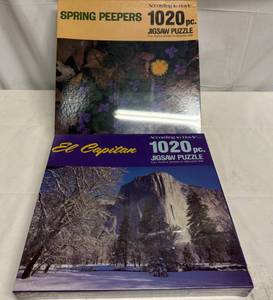 According to Hoyle...
SPRING PEEPERS
1020 pc.
JIGSAW PUZZLE
According to Hoyle...
El Capitan
1020 pc.
JIGSAW PUZZLE